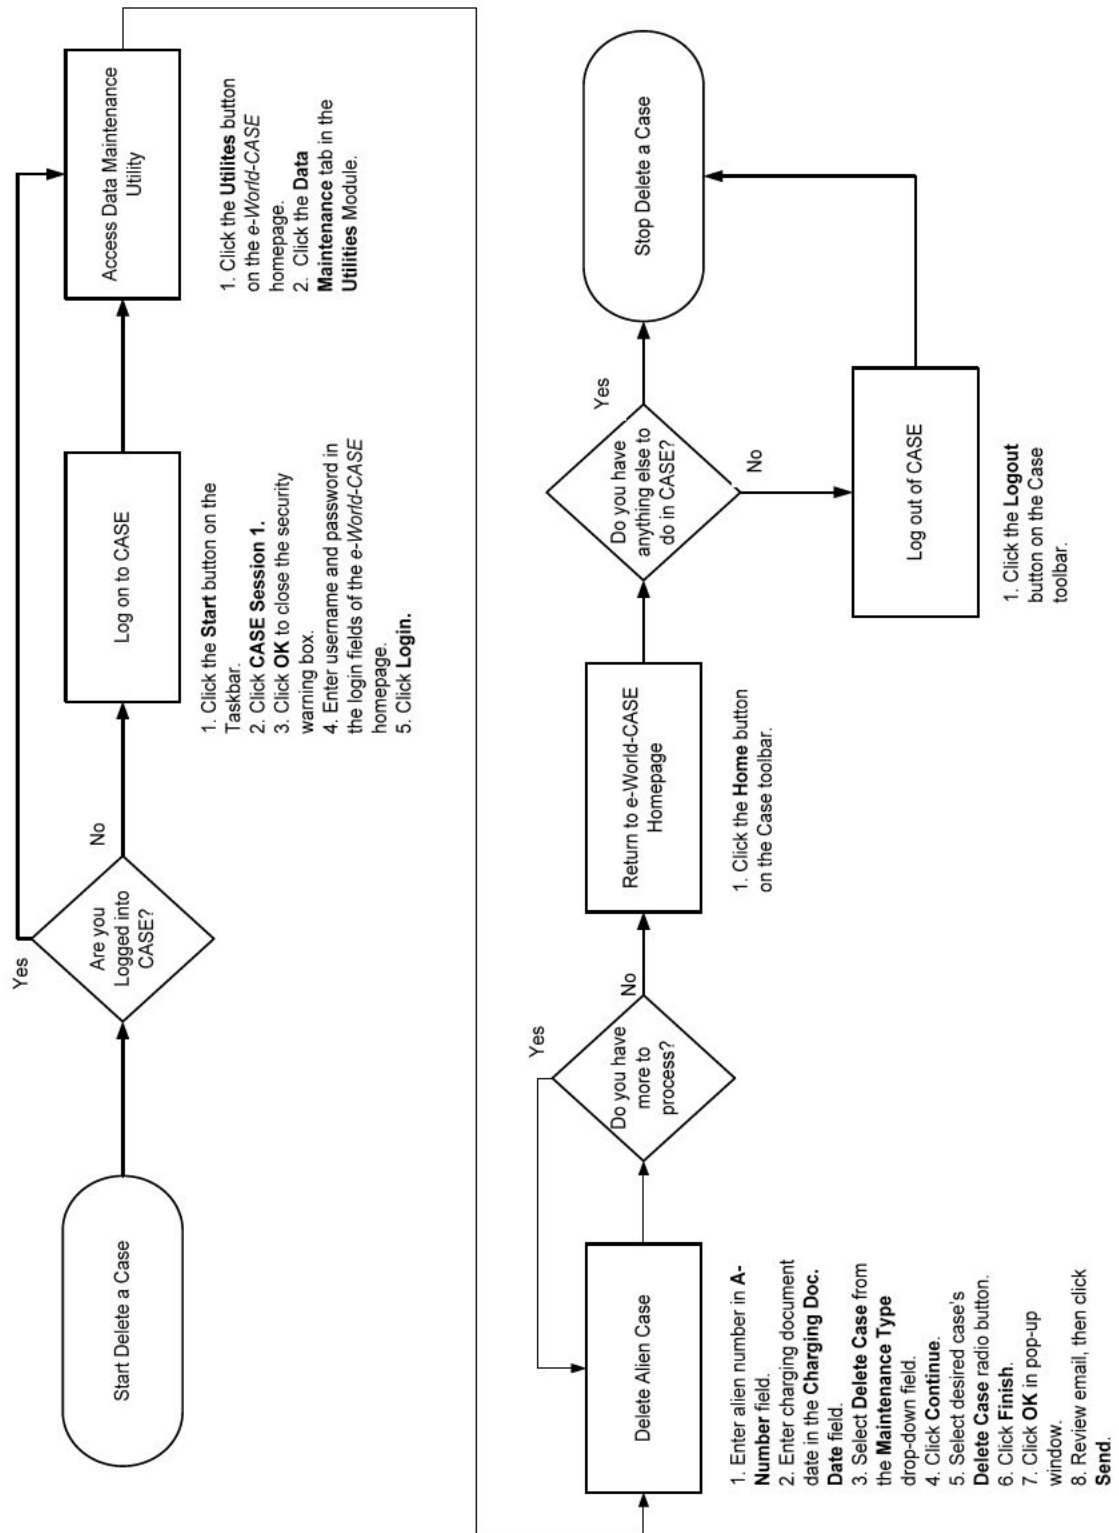 Start Delete a Case
Are you
Logged into
CASE?
Yes
No
Log on to CASE
1. Click the Start button on the
Taskbar.
2. Click CASE Session 1.
3. Click OK to close the security
warning box.
4. Enter username and password in
the login fields of the e-World-CASE
homepage.
5. Click Login.
Access Data Maintenance
Utility
1. Click the Utilites button
on the e-World-CASE
homepage.
2. Click the Data
Maintenance tab in the
Utilities Module.
Delete Alien Case
1. Enter alien number in A-
Number field.
2. Enter charging document
date in the Charging Doc.
Date field.
3. Select Delete Case from
the Maintenance Type
drop-down field.
4. Click Continue.
5. Select desired case's
Delete Case radio button.
6. Click Finish.
7. Click OK in pop-up
window.
8. Review email, then click
Send.
Do you have
more to
process?
Yes
No
Return to e-World-CASE
Homepage
1. Click the Home button
on the Case toolbar.
Do you have
anything else to
do in CASE?
Yes
No
Log out of CASE
1. Click the Logout
button on the Case
toolbar.
Stop Delete a Case